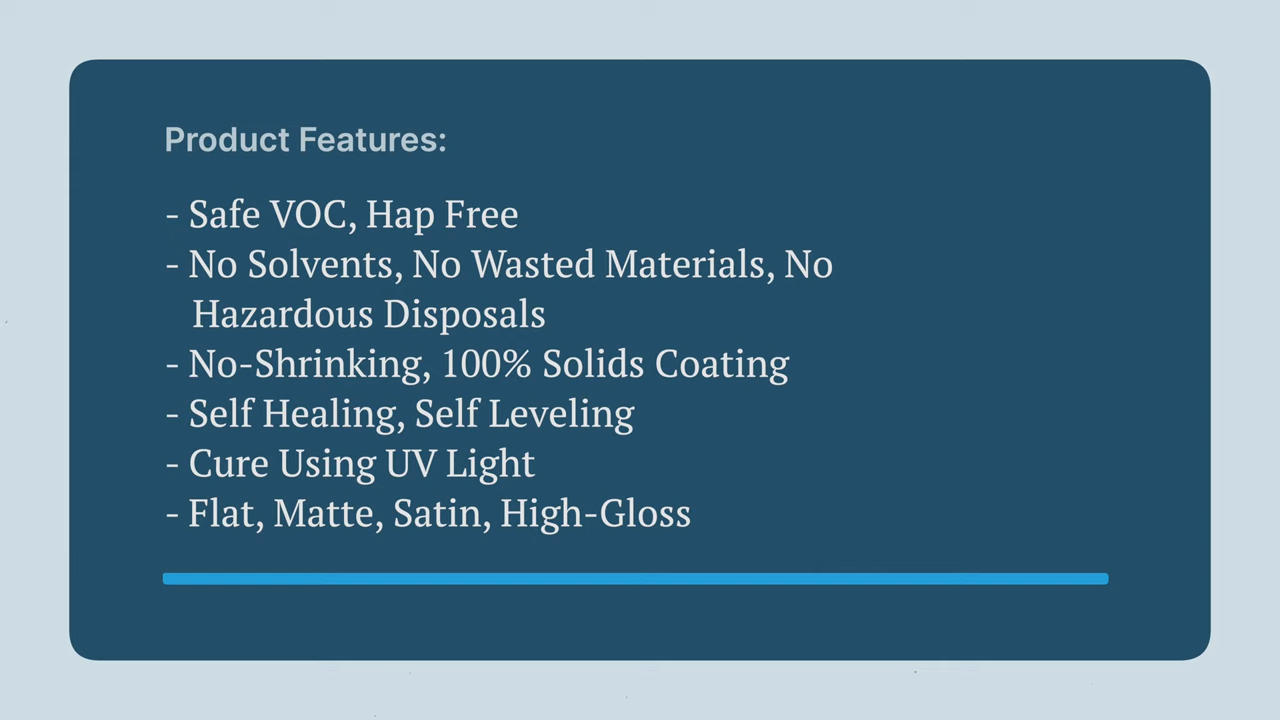 Product Features:
- Safe VOC, Hap Free
- No Solvents, No Wasted Materials, No
Hazardous Disposals
- No-Shrinking, 100% Solids Coating
- Self Healing, Self Leveling
- Cure Using UV Light
- Flat, Matte, Satin, High-Gloss